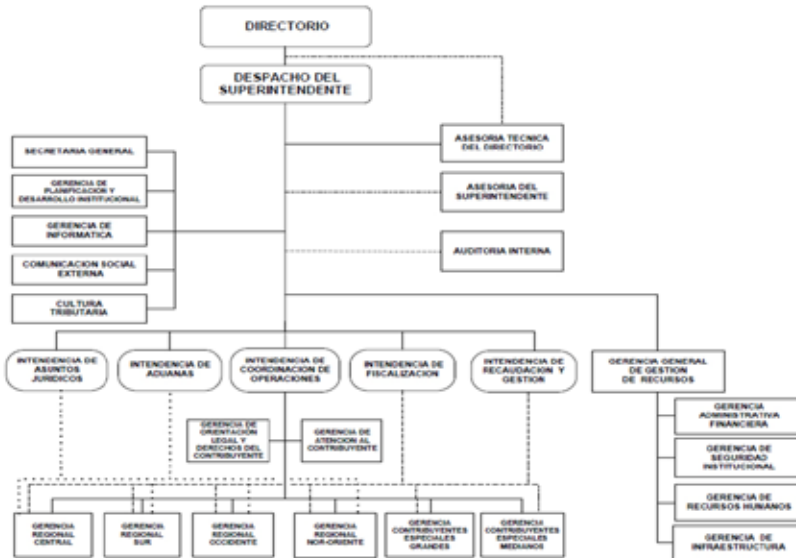 DIRECTORIO
DESPACHO DEL
SUPERINTENDENTE
ASESORIA TECNICA
DEL DIRECTORIO
SECRETARIA GENERAL
GERENCIA DE
PLANIFICACION Y
DESARROLLO INSTITUCIONAL
ASESORIA DEL
SUPERINTENDENTE
GERENCIA DE
INFORMATICA
AUDITORIA INTERNA
COMUNICACION SOCIAL
EXTERNA
CULTURA
TRIBUTARIA
INTENDENCIA DE
ASUNTOS
JURIDICOS
INTENDENCIA DE
ADUANAS
INTENDENCIA DE
COORDINACION DE
OPERACIONES
INTENDENCIA DE
FISCALIZACION
INTENDENCIA DE
RECAUDACION Y
GESTION
GERENCIA GENERAL
DE GESTION
DE RECURSOS
GERENCIA DE
ORIENTACIÓN
LEGAL Y
DERECHOS DEL
CONTRIBUYENTE
GERENCIA DE
ATENCION AL
CONTRIBUYENTE
GERENCIA
ADMINISTRATIVA
FINANCIERA
GERENCIA DE
SEGURIDAD
INSTITUCIONAL
GERENCIA DE
RECURSOS HUMANOS
GERENCIA DE
INFRAESTRUCTURA
GERENCIA
REGIONAL
CENTRAL
GERENCIA
REGIONAL
SUR
GERENCIA
REGIONAL
OCCIDENTE
GERENCIA
REGIONAL
NOR-ORIENTE
GERENCIA
CONTRIBUYENTES
ESPECIALES
GRANDES
GERENCIA
CONTRIBUYENTES
ESPECIALES
MEDIANOS